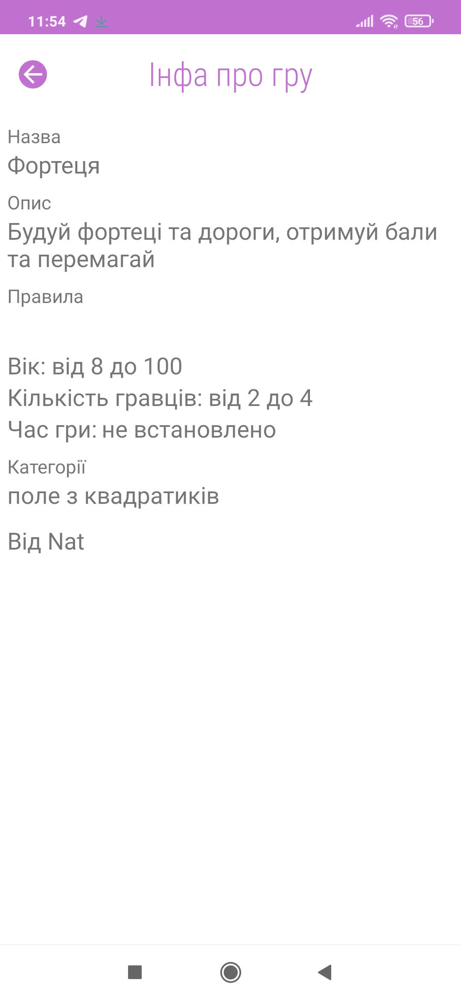 11:54
56
Інфа про гру
Назва
Фортеця
Опис
Будуй фортеці та дороги, отримуй бали
та перемагай
Правила
Вік: від 8 до 100
Кількість гравців: від 2 до 4
Час гри: не встановлено
Категорії
поле з квадратиків
Від Nat